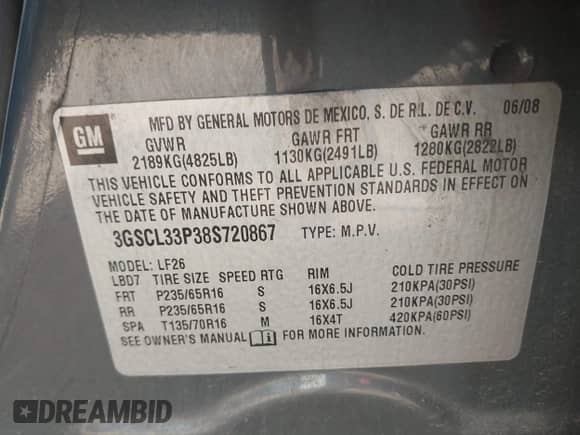 GM
MFD BY GENERAL MOTORS DE MEXICO, S. DE R.L. DE C.V. 06/08
GVWR GAWR FRT GAWR RR
2189KG(4825LB) 1130KG(2491LB) 1280KG(2822LB)
THIS VEHICLE CONFORMS TO ALL APPLICABLE U.S. FEDERAL MOTOR
VEHICLE SAFETY AND THEFT PREVENTION STANDARDS IN EFFECT ON
THE DATE OF MANUFACTURE SHOWN ABOVE.
3GSCL33P38S720867 TYPE: M.P.V.
MODEL: LF26
LBD7 TIRE SIZE SPEED RTG RIM COLD TIRE PRESSURE
FRT P235/65R16 S 16X6.5J 210KPA(30PSI)
RR P235/65R16 S 16X6.5J 210KPA(30PSI)
SPA T135/70R16 M 16X4T 420KPA(60PSI)
SEE OWNER'S MANUAL FOR MORE INFORMATION.
DREAMBID